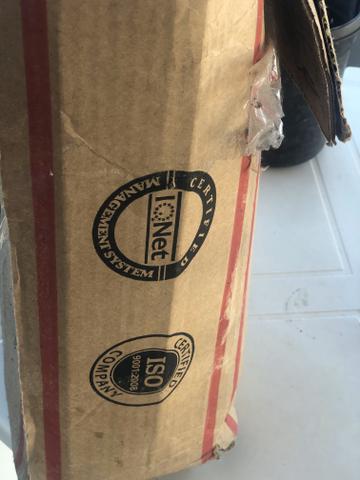 CERTIFIED
IQNet
MANAGEMENT SYSTEM
CERTIFIED
ISO
9001:2008
COMPANY